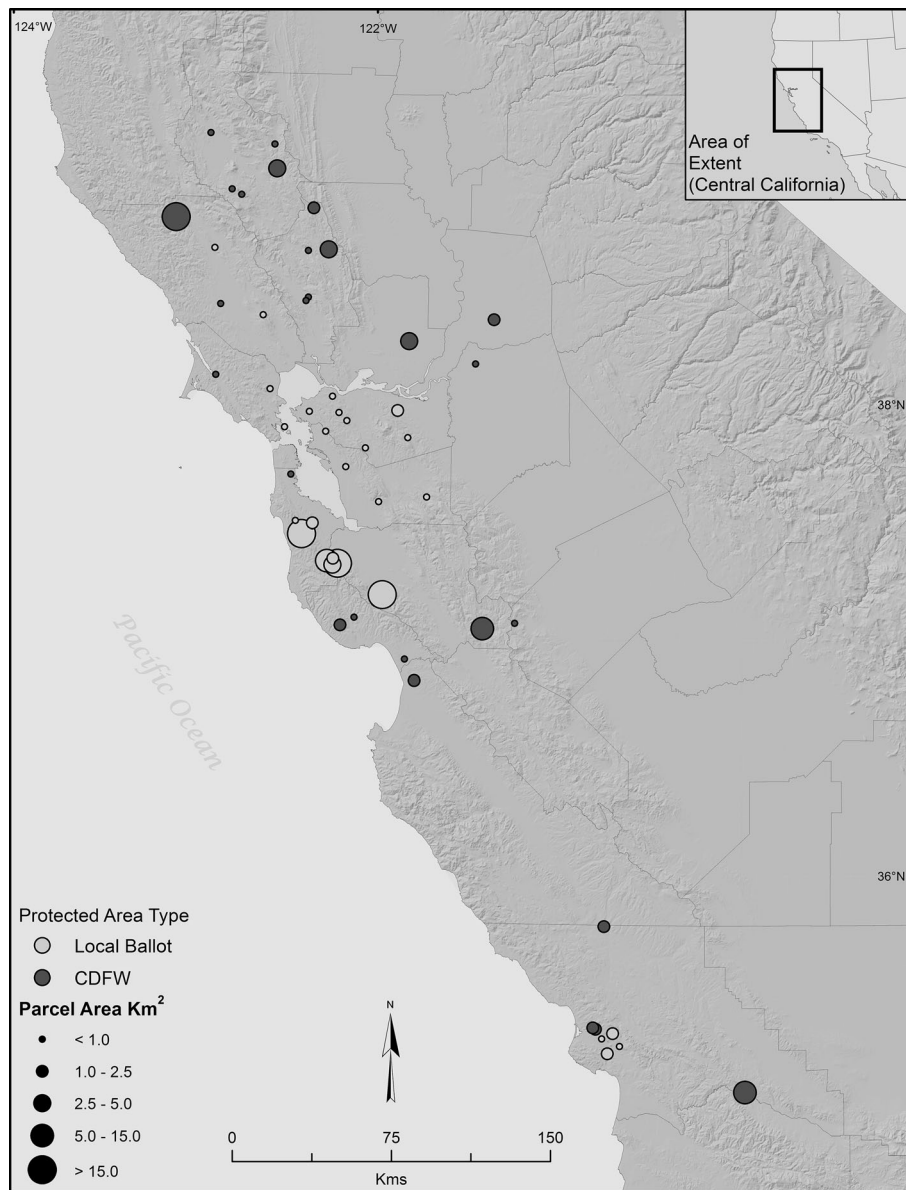 124°W
122°W
Area of
Extent
(Central California)
38°N
Pacific Ocean
36°N
Protected Area Type
Local Ballot
CDFW
Parcel Area Km²
< 1.0
1.0 - 2.5
2.5 - 5.0
5.0 - 15.0
> 15.0
N
0 75 150
Kms